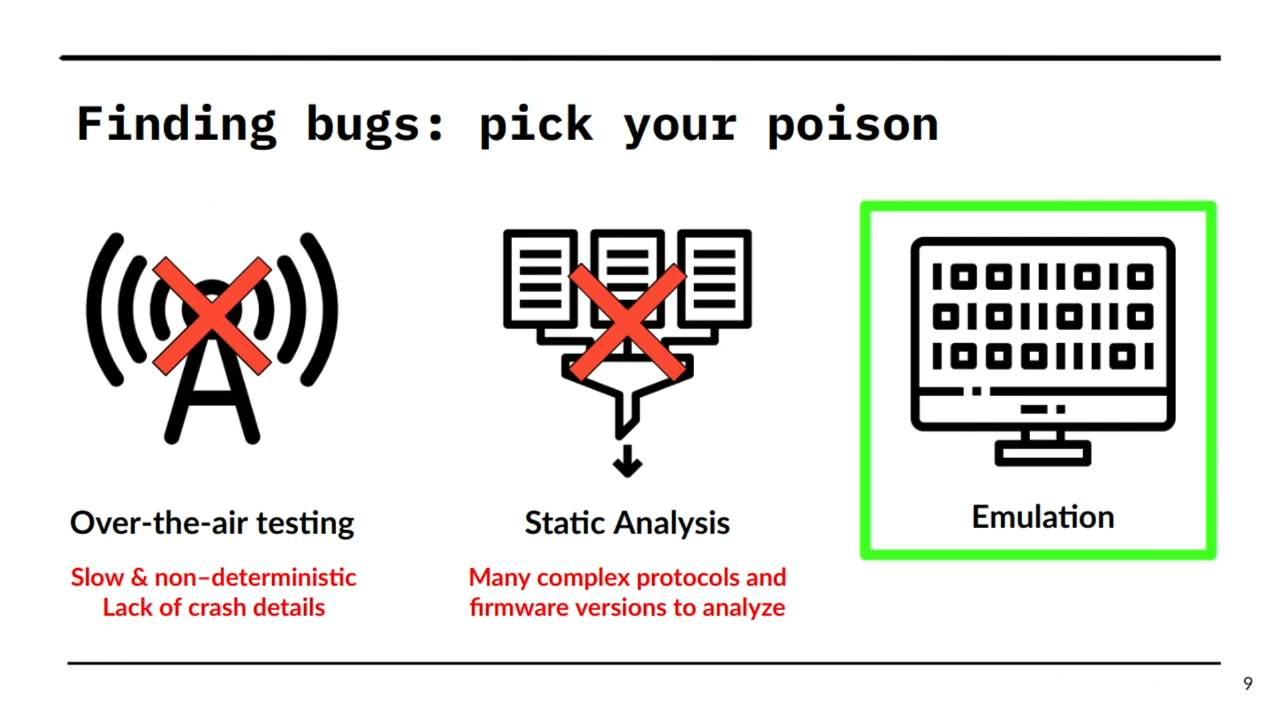 Finding bugs: pick your poison
Over-the-air testing
Slow & non–deterministic
Lack of crash details
Static Analysis
Many complex protocols and
firmware versions to analyze
Emulation
9